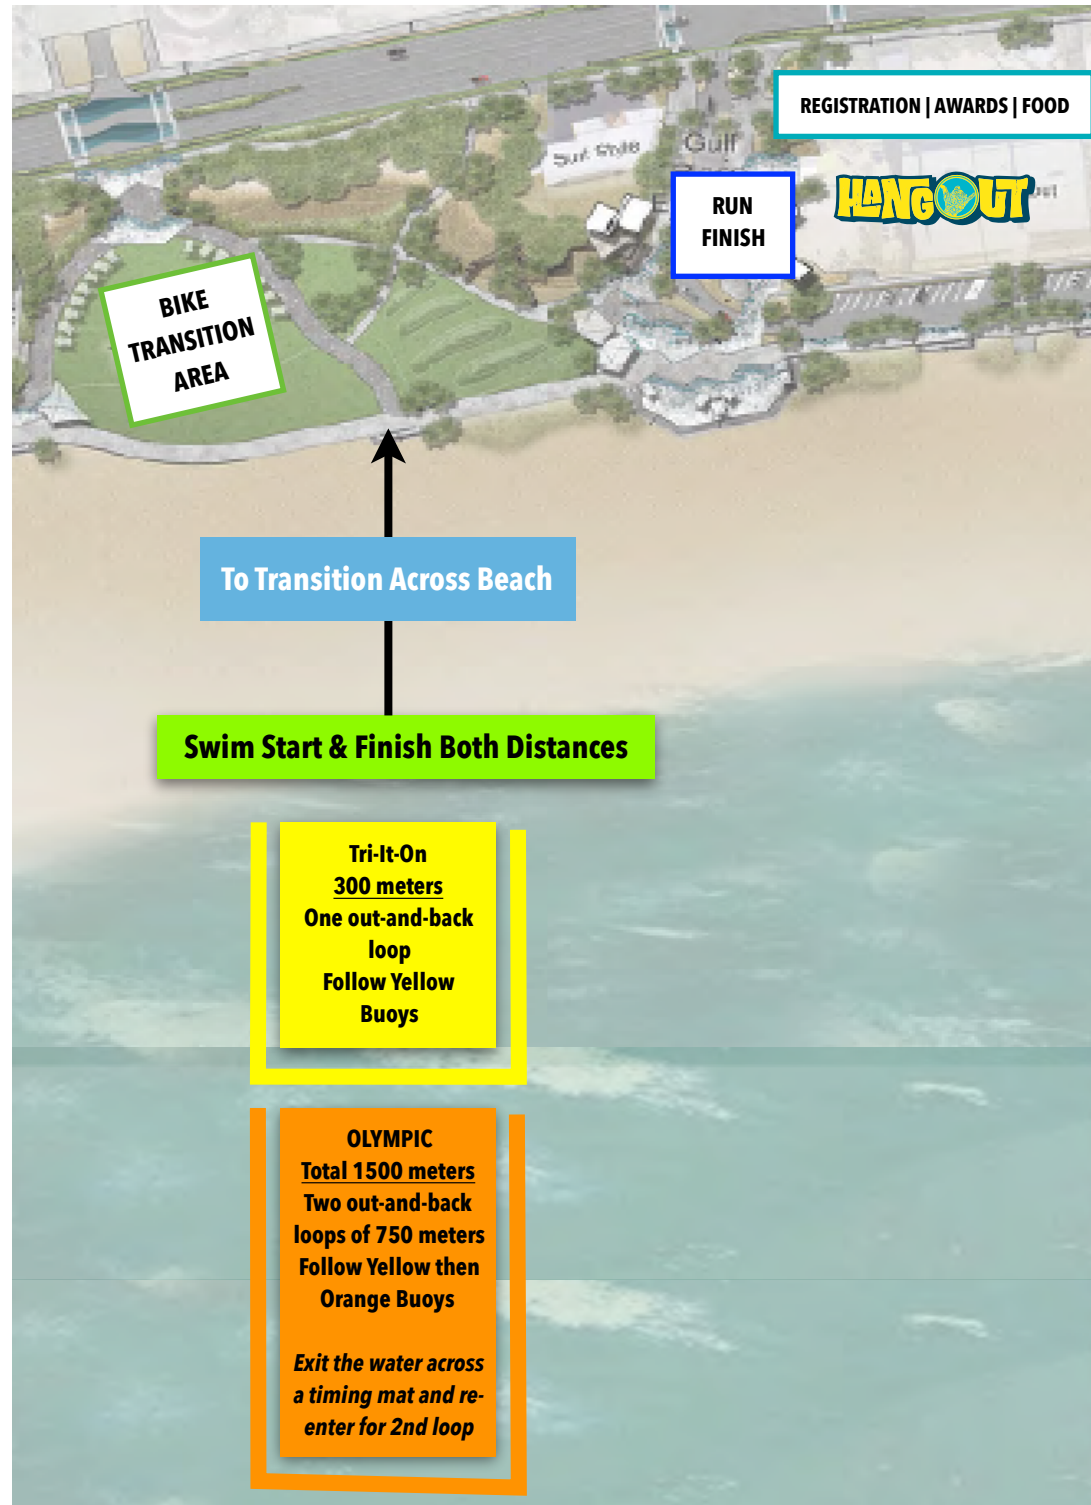 REGISTRATION | AWARDS | FOOD
Surf Style
Gulf
HANGOUT
RUN
FINISH
BIKE
TRANSITION
AREA
To Transition Across Beach
Swim Start & Finish Both Distances
Tri-It-On
300 meters
One out-and-back
loop
Follow Yellow
Buoys
OLYMPIC
Total 1500 meters
Two out-and-back
loops of 750 meters
Follow Yellow then
Orange Buoys
Exit the water across
a timing mat and re-
enter for 2nd loop